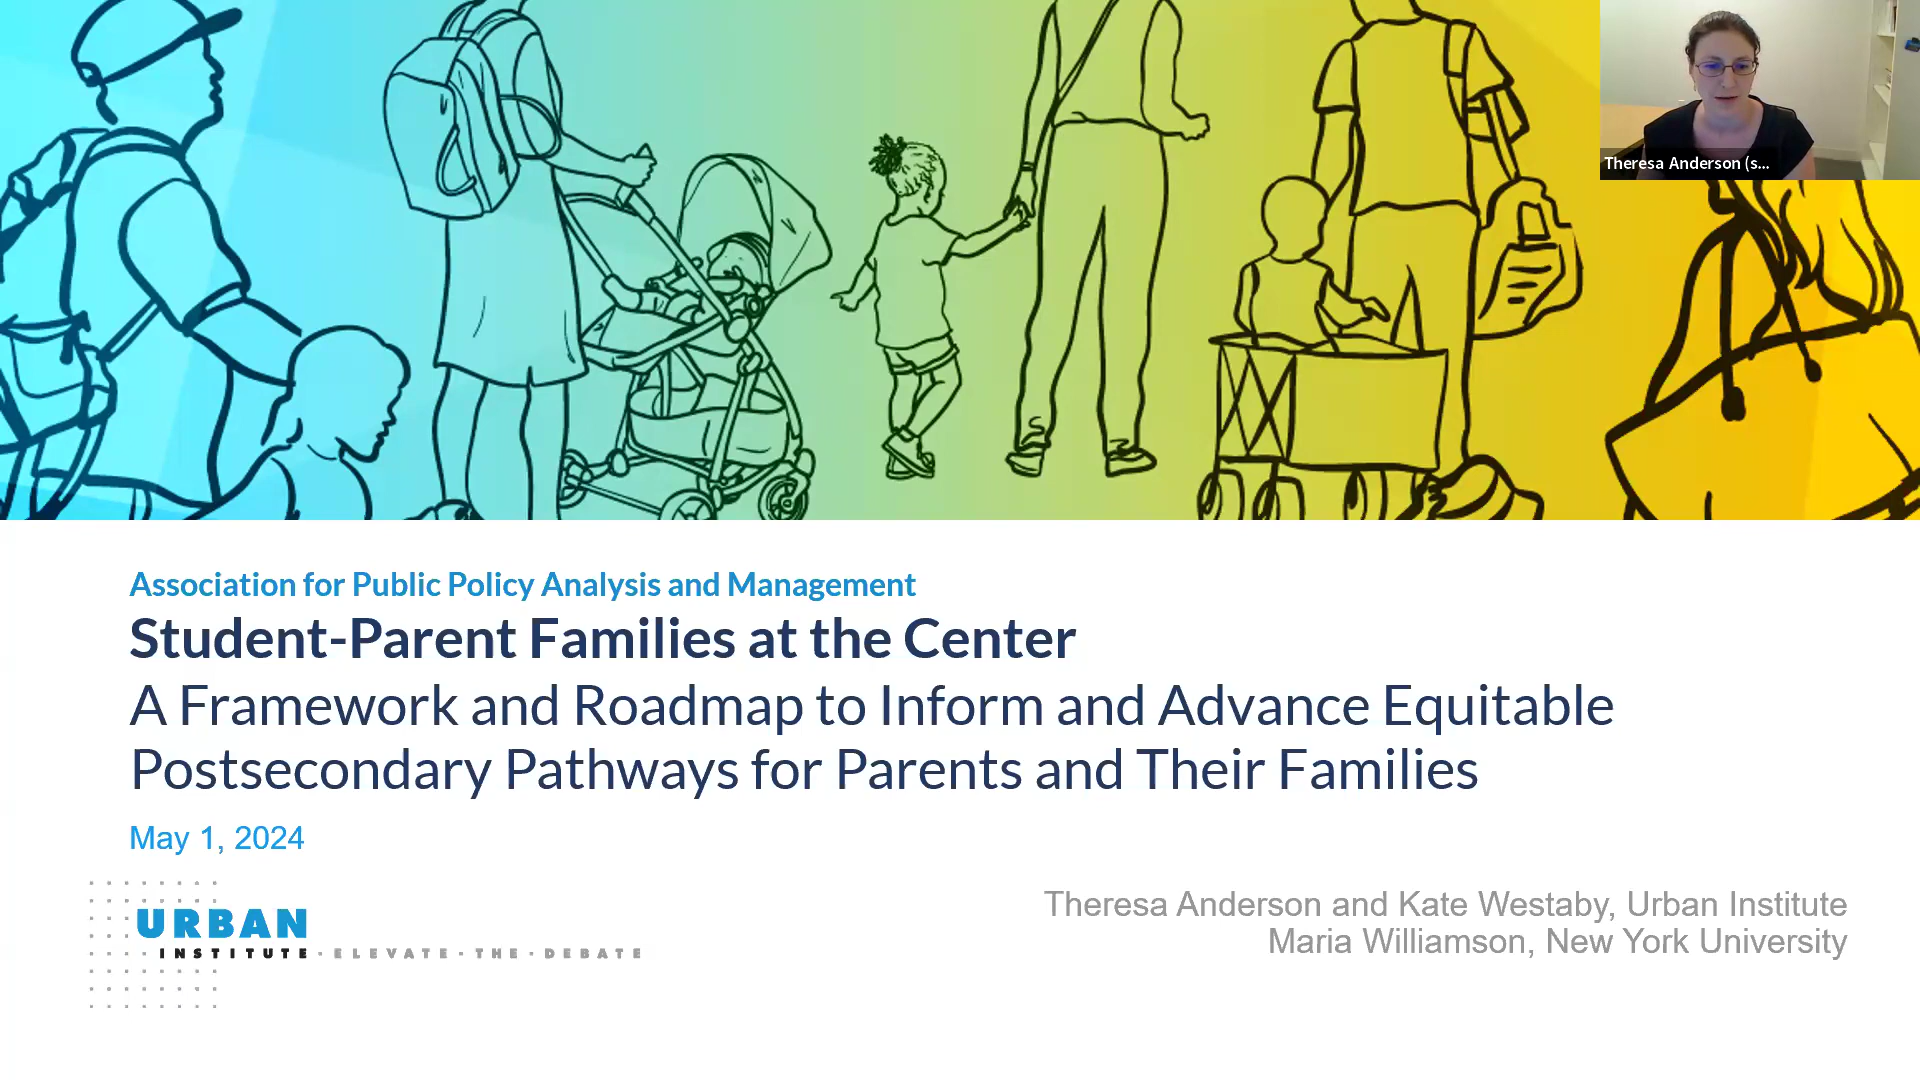 Theresa Anderson (s...
Association for Public Policy Analysis and Management
Student-Parent Families at the Center
A Framework and Roadmap to Inform and Advance Equitable
Postsecondary Pathways for Parents and Their Families
May 1, 2024
URBAN
INSTITUTE · ELEVATE · THE · DEBATE
Theresa Anderson and Kate Westaby, Urban Institute
Maria Williamson, New York University